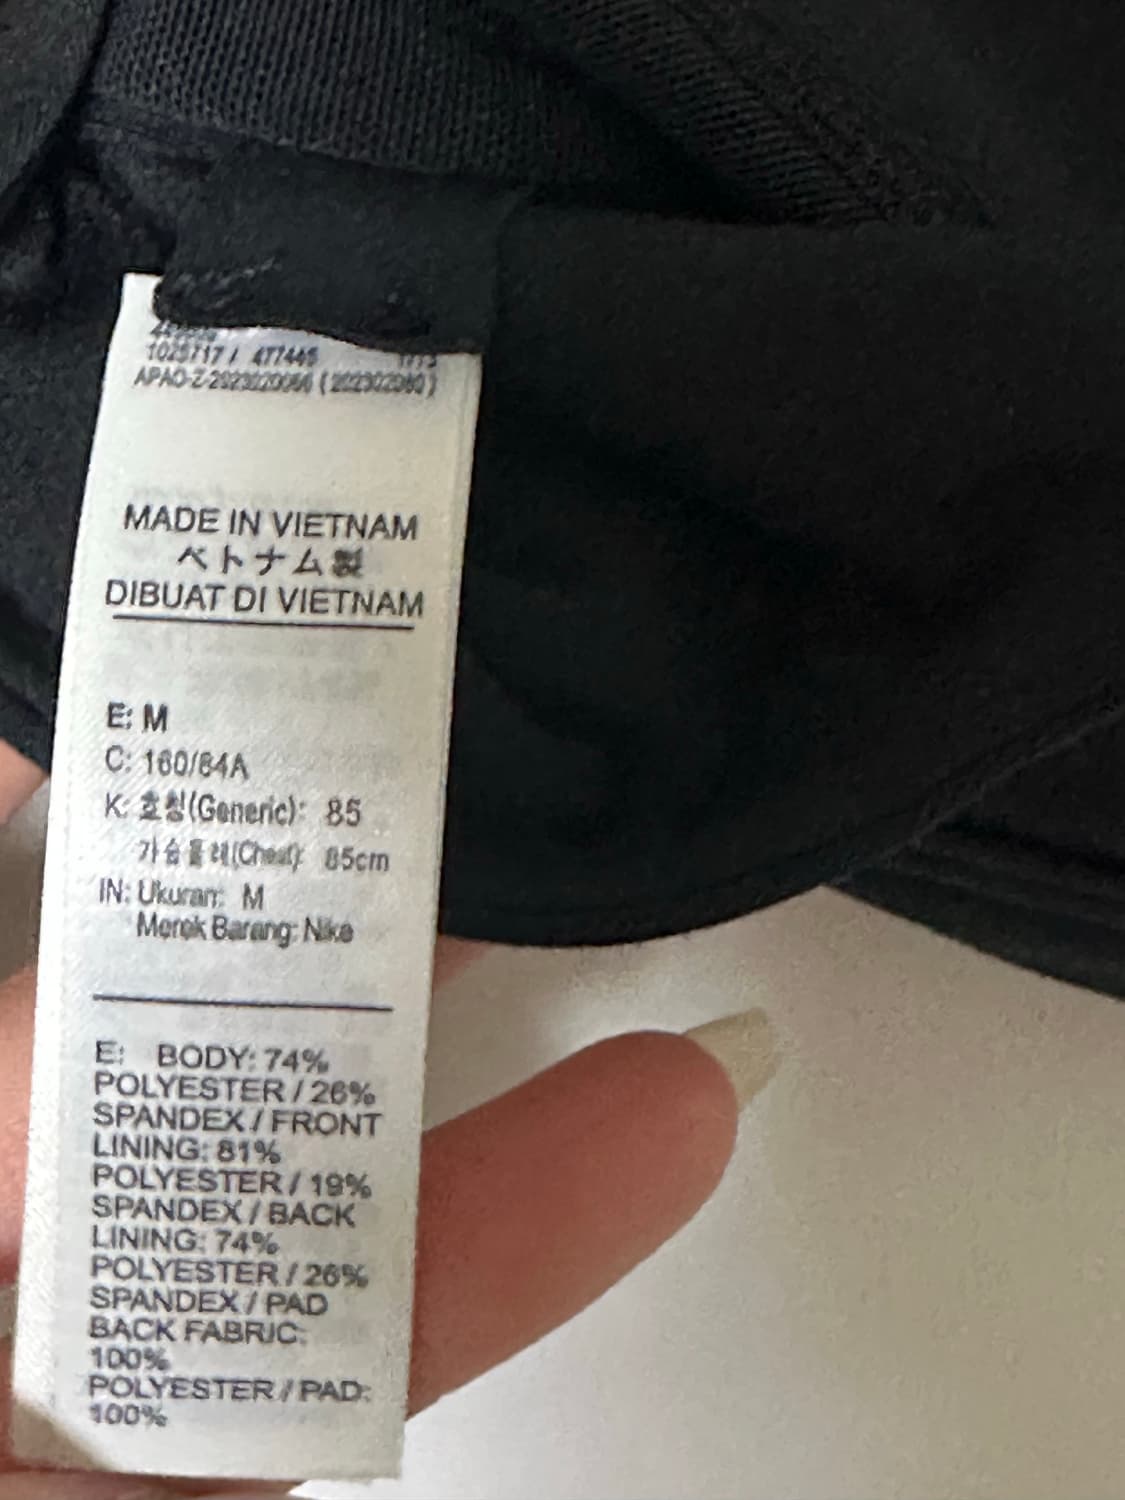 1025717 / 477445
MADE IN VIETNAM
ベトナム製
DIBUAT DI VIETNAM
E: M
C: 160/84A
K: 호칭(Generic): 85
가슴둘레(Chest): 85cm
IN: Ukuran: M
Merek Barang: Nike
E: BODY: 74%
POLYESTER / 26%
SPANDEX / FRONT
LINING: 81%
POLYESTER / 19%
SPANDEX / BACK
LINING: 74%
POLYESTER / 26%
SPANDEX / PAD
BACK FABRIC:
100%
POLYESTER / PAD:
100%